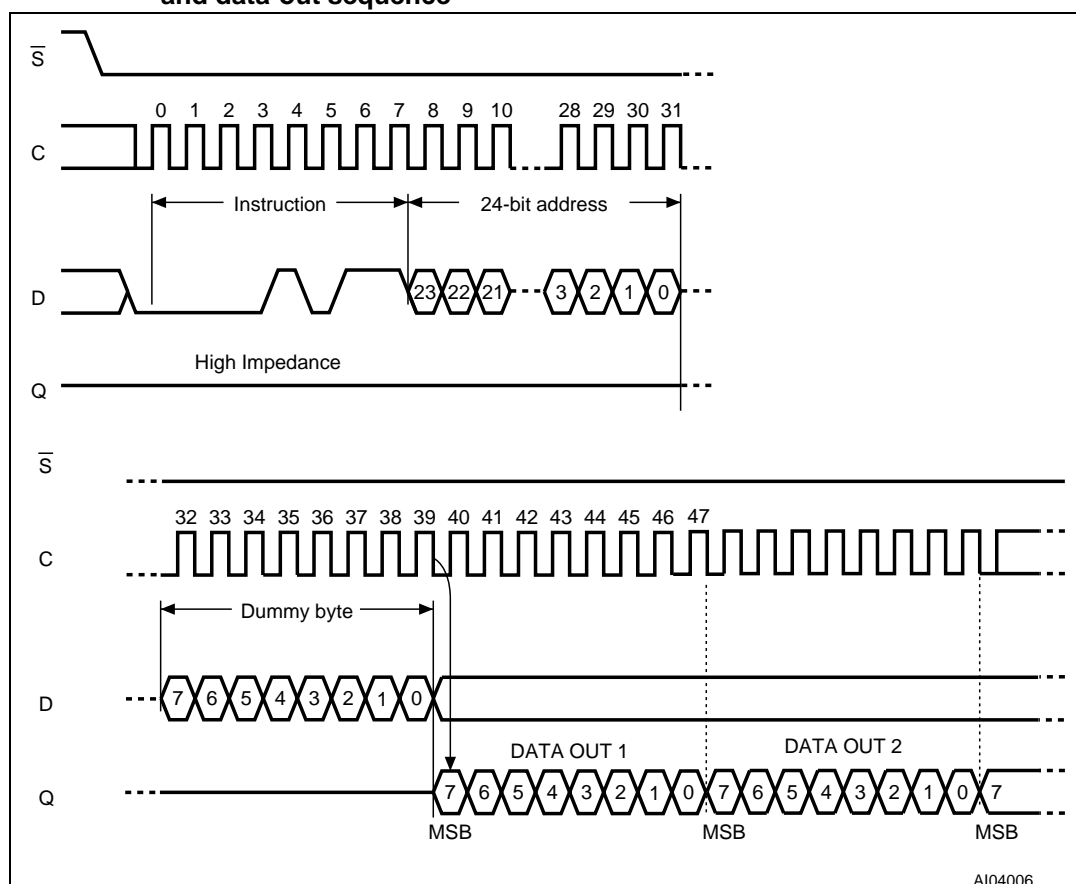 and data-out sequence
S
0 1 2 3 4 5 6 7 8 9 10 28 29 30 31
C
Instruction 24-bit address
D 23 22 21 3 2 1 0
High Impedance
Q
S
32 33 34 35 36 37 38 39 40 41 42 43 44 45 46 47
C
Dummy byte
D 7 6 5 4 3 2 1 0
DATA OUT 1 DATA OUT 2
Q 7 6 5 4 3 2 1 0 7 6 5 4 3 2 1 0 7
MSB MSB MSB
AI04006